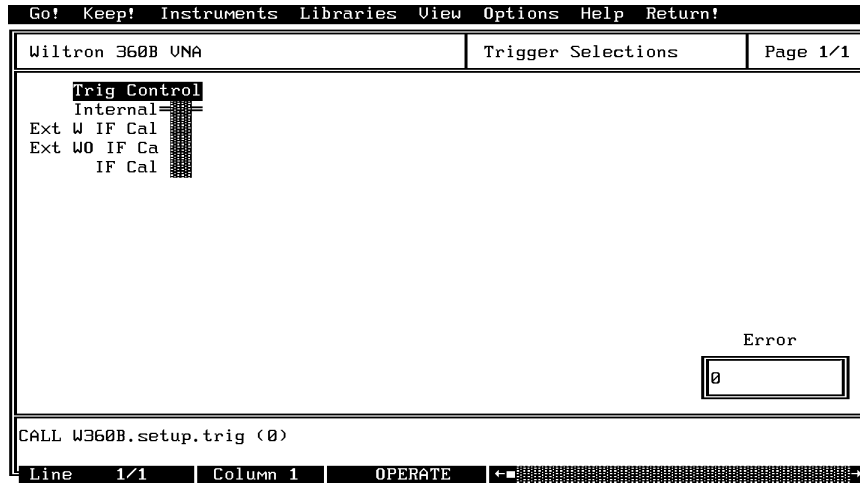 Go! Keep! Instruments Libraries View Options Help Return!
Wiltron 360B VNA Trigger Selections Page 1/1
Trig Control
Internal
Ext W IF Cal
Ext WO IF Ca
IF Cal
Error
0
CALL W360B.setup.trig (0)
Line 1/1 Column 1 OPERATE